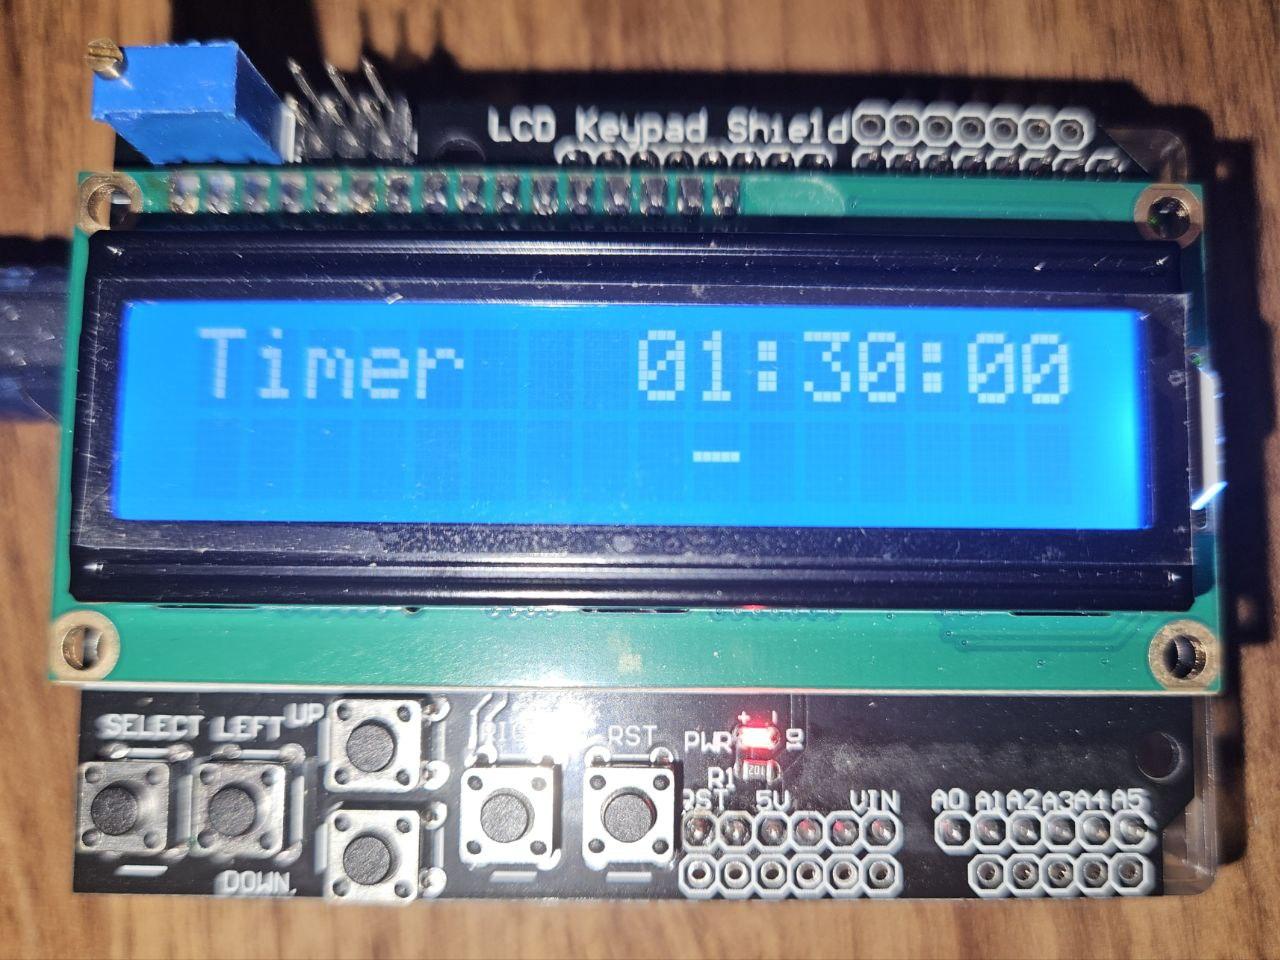 LCD Keypad Shield
Timer 01:30:00
-
SELECT LEFT UP
RST
PWR
R1
201
RST 5V VIN
A0 A1 A2 A3 A4 A5
DOWN